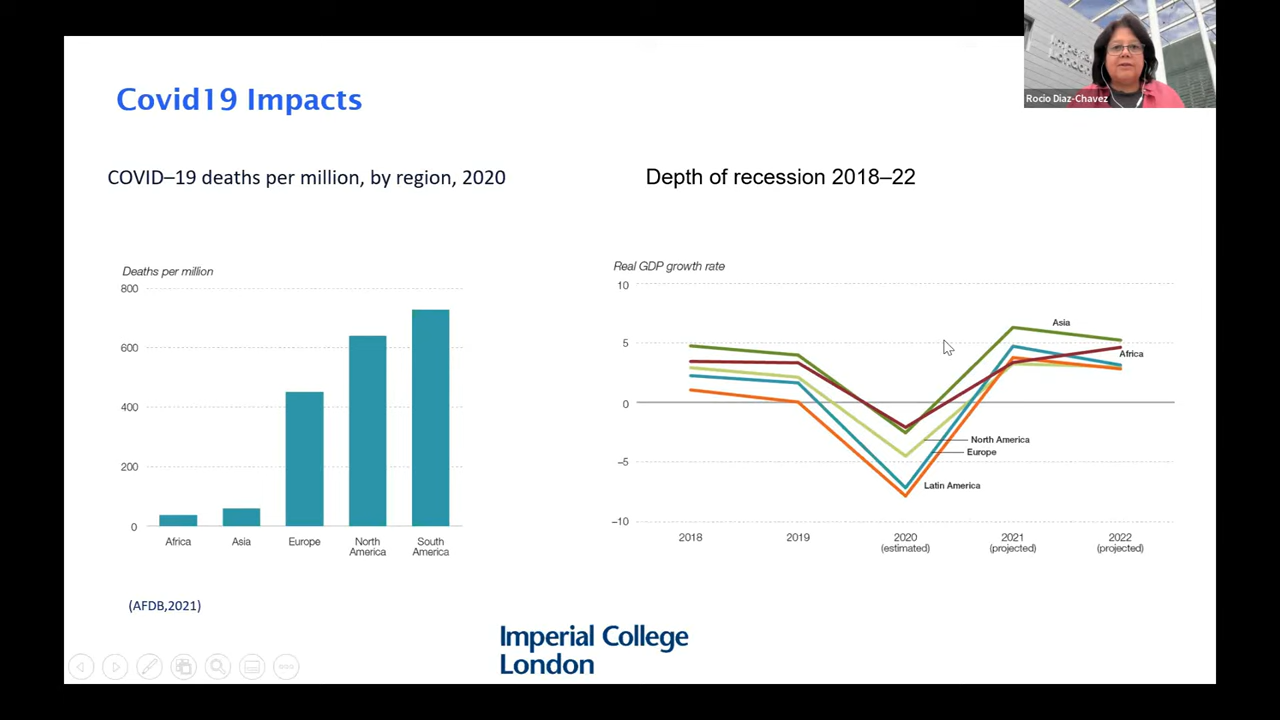 Imperial
London
Rocio Diaz-Chavez
Covid19 Impacts
COVID–19 deaths per million, by region, 2020
Deaths per million
800
600
400
200
0
Africa
Asia
Europe
North
America
South
America
(AFDB,2021)
Depth of recession 2018–22
Real GDP growth rate
10
5
0
–5
–10
Asia
Africa
North America
Europe
Latin America
2018
2019
2020
(estimated)
2021
(projected)
2022
(projected)
Imperial College
London